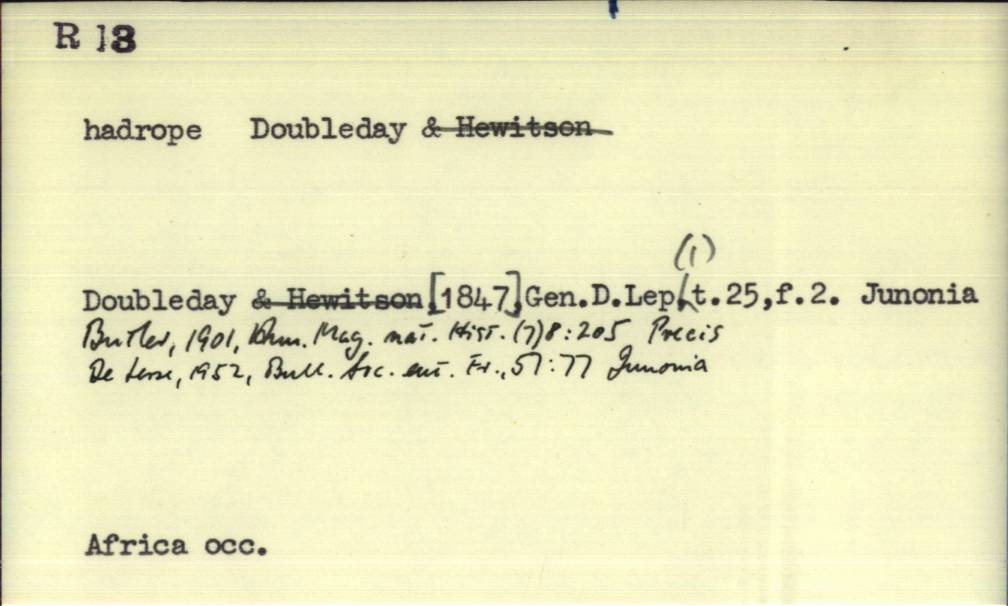 R 18
hadrope Doubleday & Hewitson
(1)
Doubleday & Hewitson [1847] Gen.D.Lep. t.25,f.2. Junonia
Butler, 1901, Ann. Mag. nat. Hist. (7)8:205 Precis
De Lesse, 1952, Bull. Soc. ent. Fr., 57:77 Junonia
Africa occ.